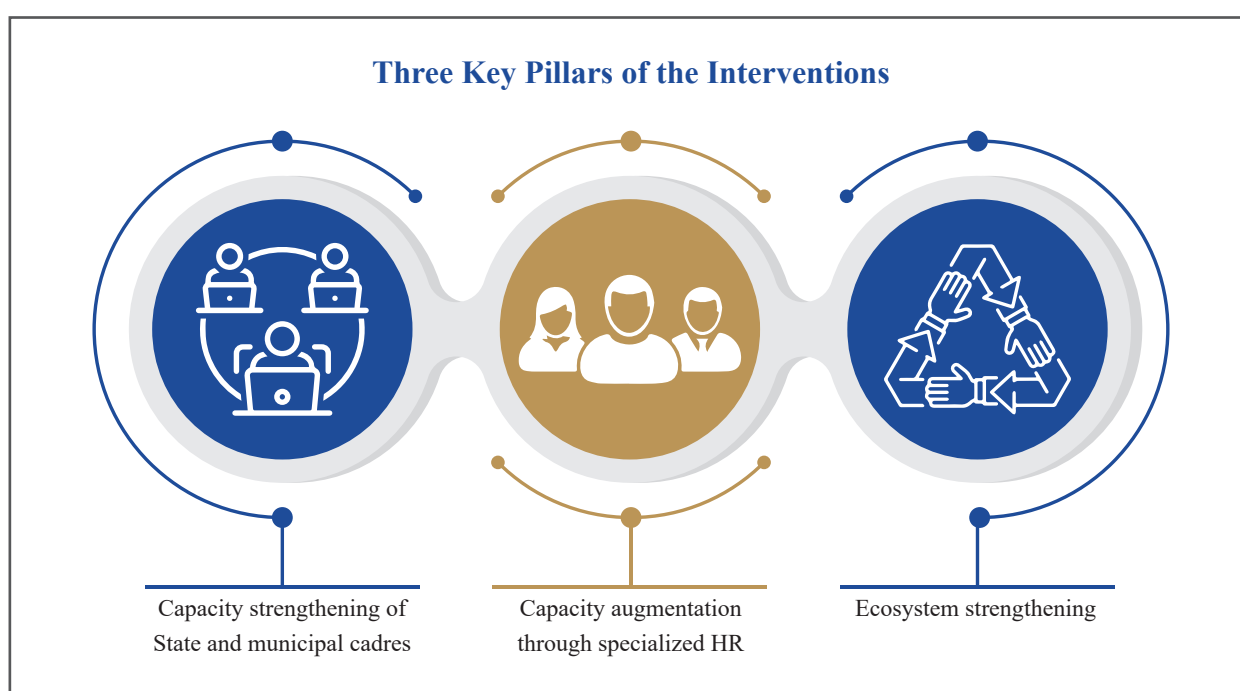 Three Key Pillars of the Interventions
Capacity strengthening of
State and municipal cadres
Capacity augmentation
through specialized HR
Ecosystem strengthening